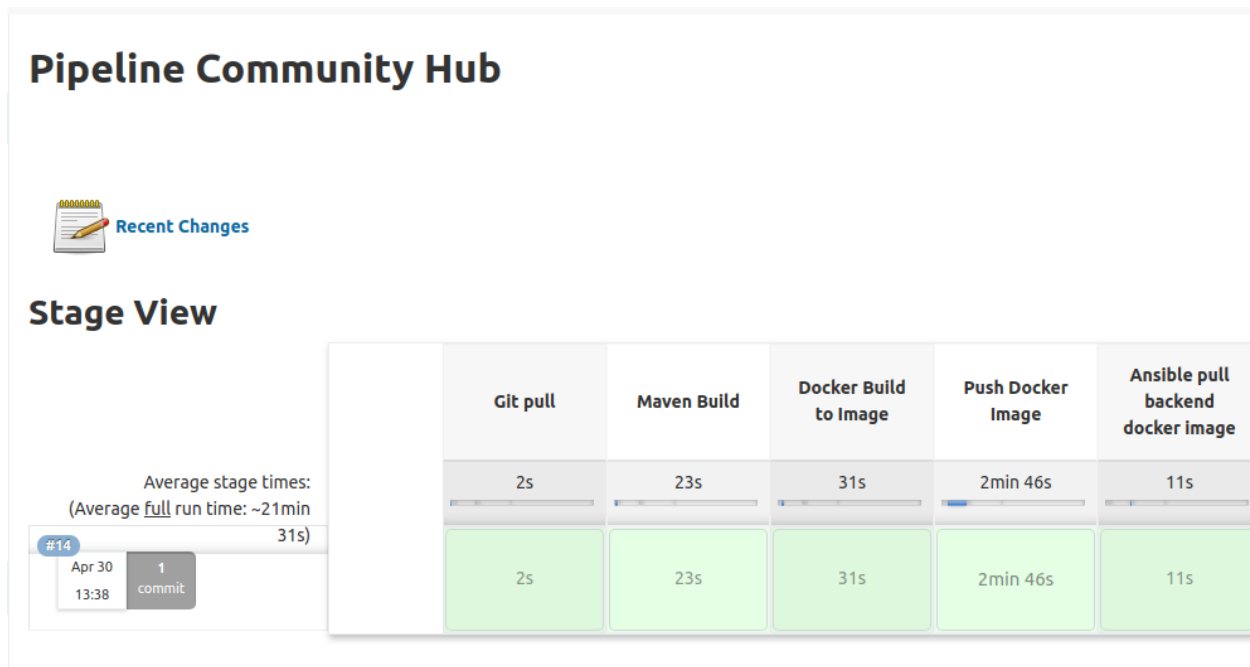 Pipeline Community Hub
Recent Changes
Stage View
Git pull
Maven Build
Docker Build
to Image
Push Docker
Image
Ansible pull
backend
docker image
Average stage times:
(Average full run time: ~21min
31s)
2s
23s
31s
2min 46s
11s
#14
Apr 30
13:38
1
commit
2s
23s
31s
2min 46s
11s